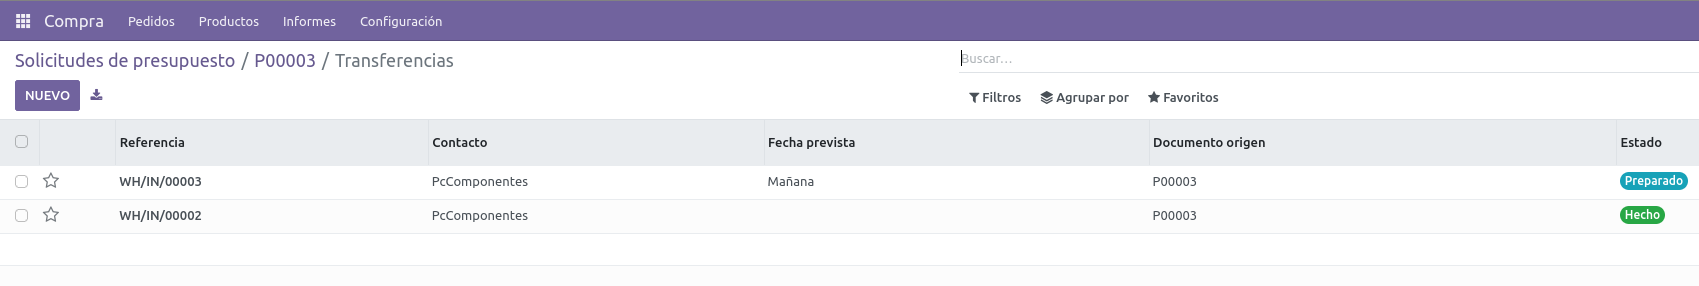 Compra Pedidos Productos Informes Configuración
Solicitudes de presupuesto / P00003 / Transferencias
Buscar...
NUEVO
Filtros Agrupar por Favoritos
Referencia Contacto Fecha prevista Documento origen Estado
WH/IN/00003 PcComponentes Mañana P00003 Preparado
WH/IN/00002 PcComponentes P00003 Hecho